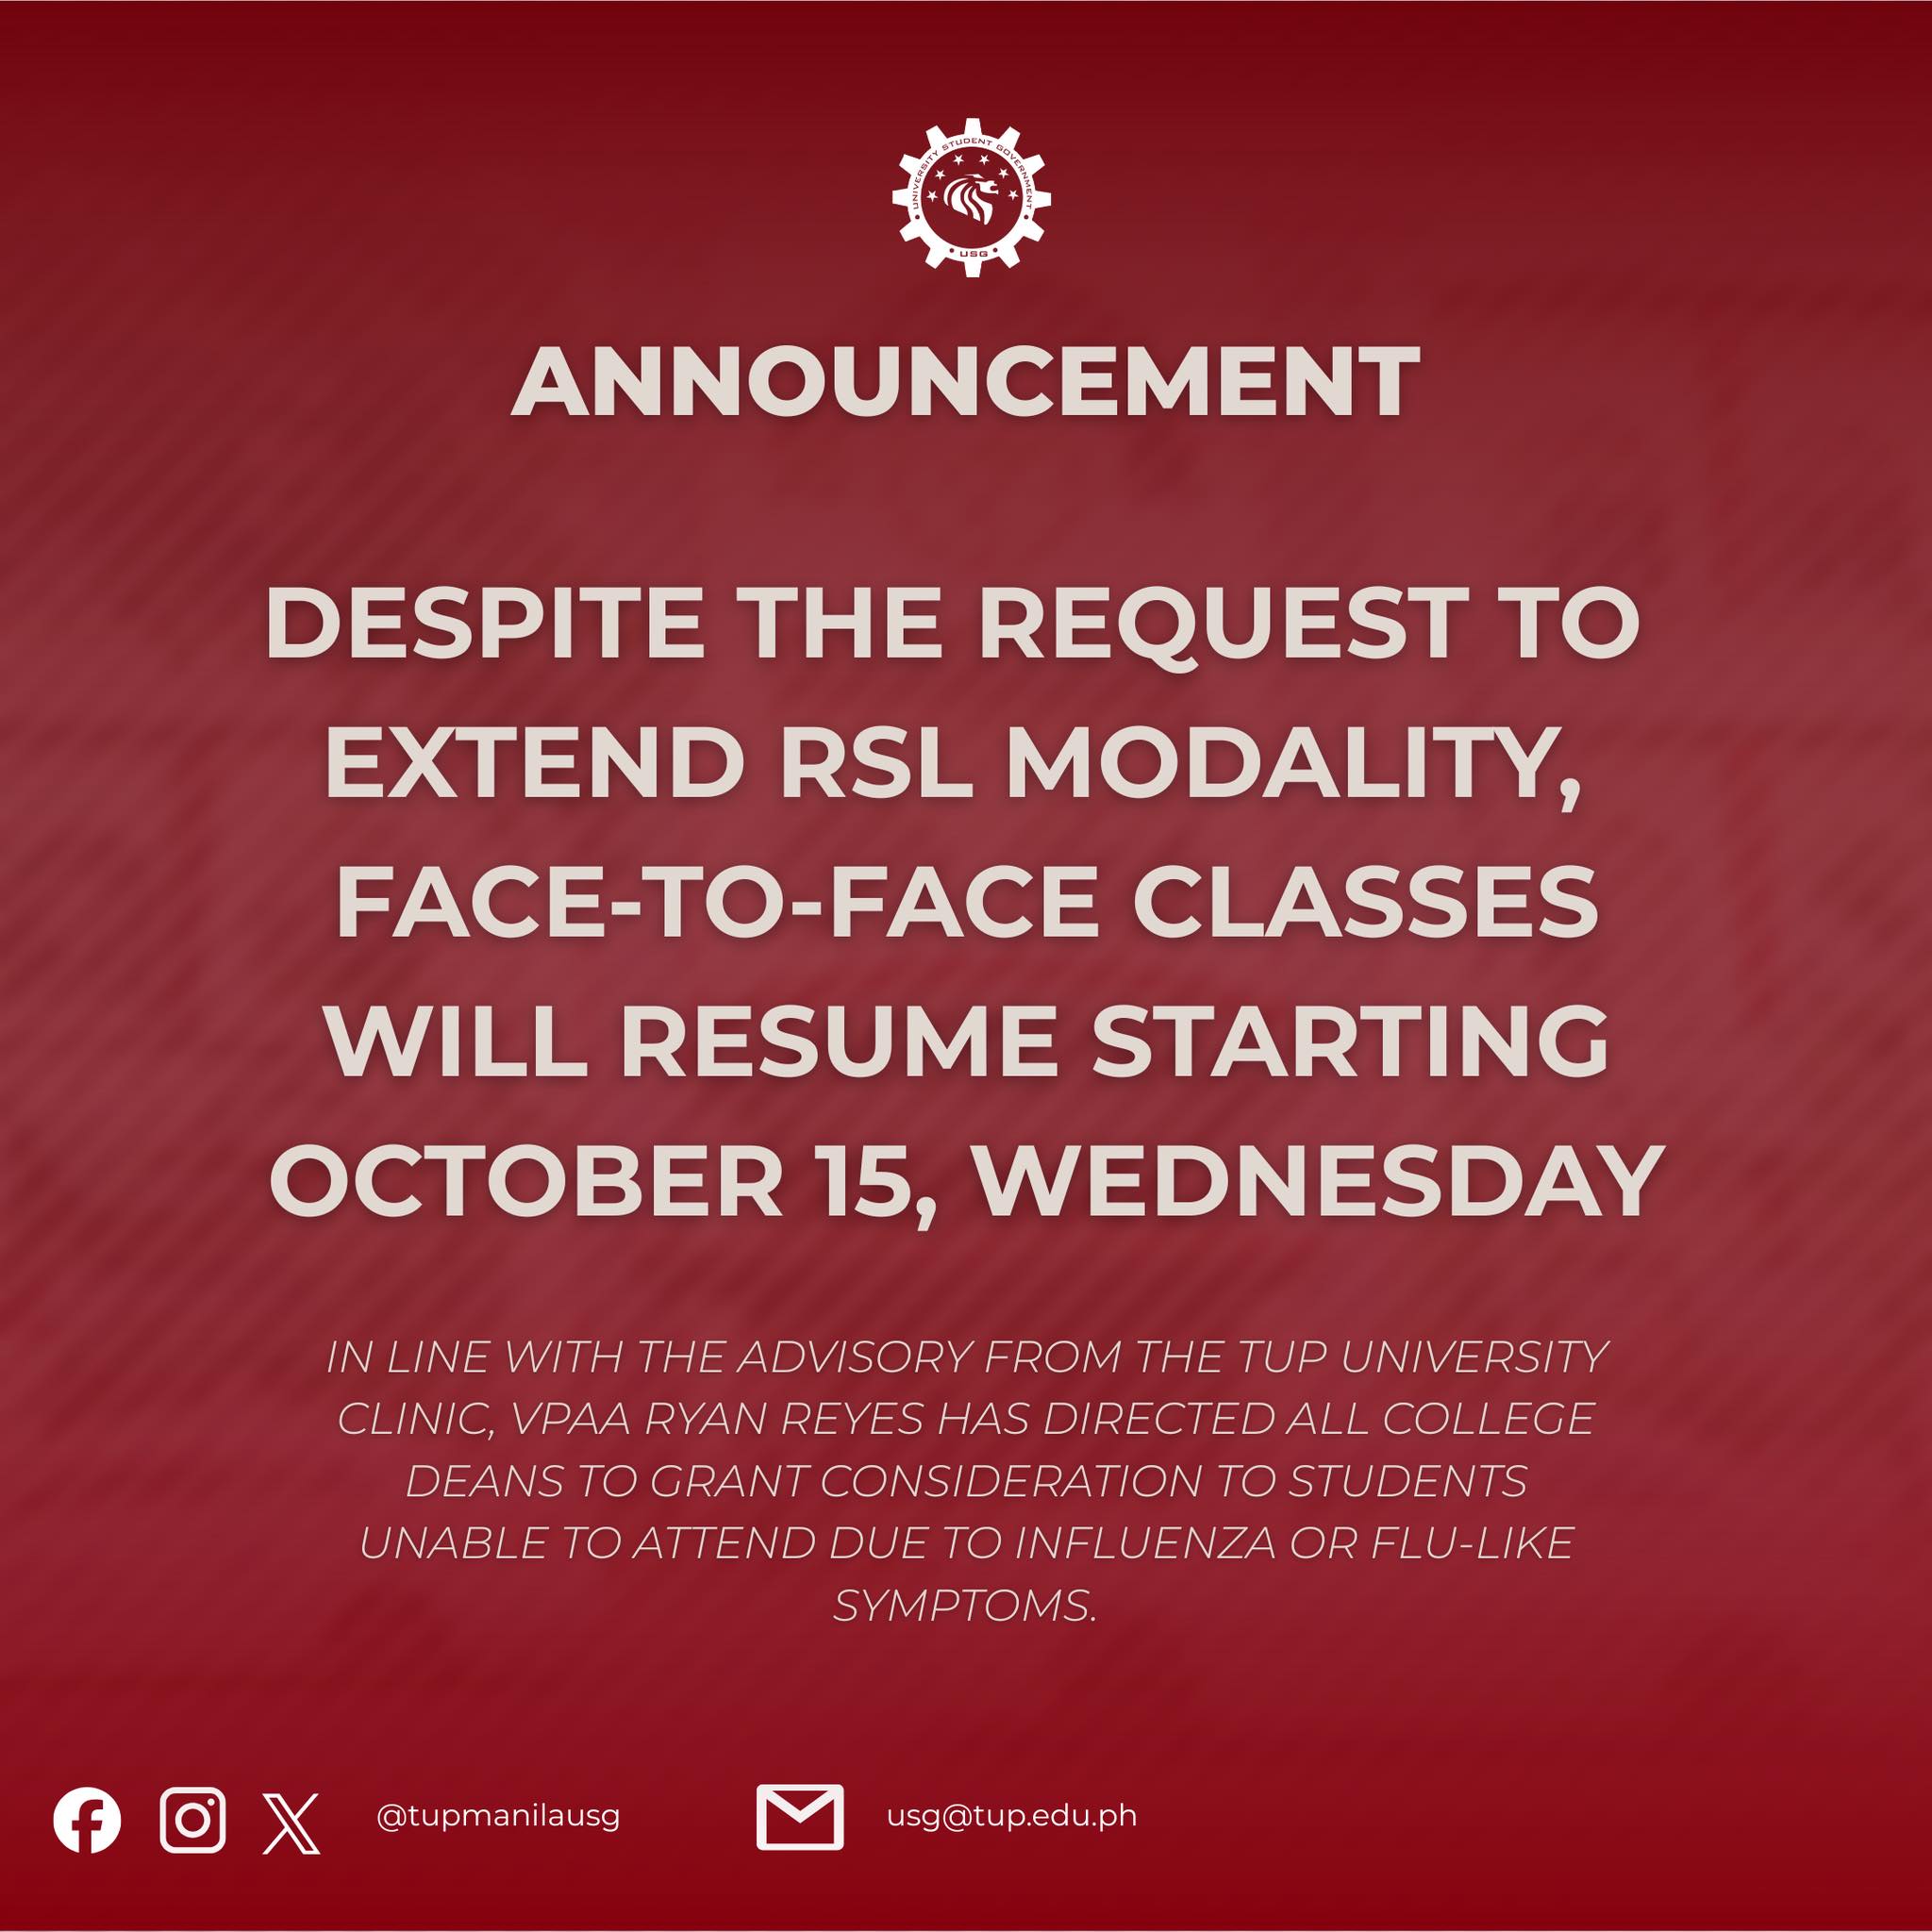 UNIVERSITY STUDENT GOVERNMENT
USG
ANNOUNCEMENT
DESPITE THE REQUEST TO
EXTEND RSL MODALITY,
FACE-TO-FACE CLASSES
WILL RESUME STARTING
OCTOBER 15, WEDNESDAY
IN LINE WITH THE ADVISORY FROM THE TUP UNIVERSITY
CLINIC, VPAA RYAN REYES HAS DIRECTED ALL COLLEGE
DEANS TO GRANT CONSIDERATION TO STUDENTS
UNABLE TO ATTEND DUE TO INFLUENZA OR FLU-LIKE
SYMPTOMS.
@tupmanilausg
usg@tup.edu.ph